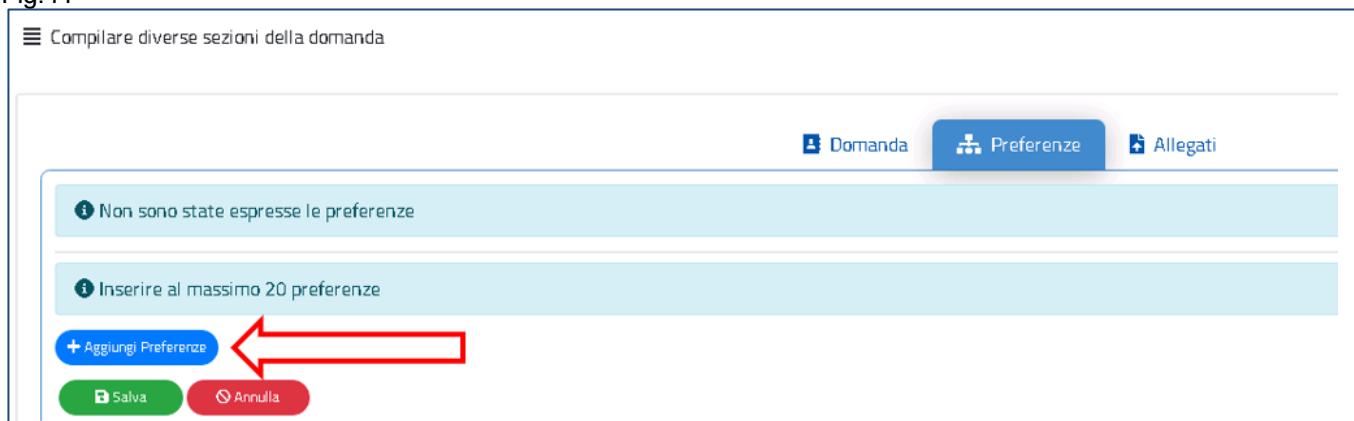 Compilare diverse sezioni della domanda
Domanda Preferenze Allegati
Non sono state espresse le preferenze
Inserire al massimo 20 preferenze
+ Aggiungi Preferenze
Salva Annulla